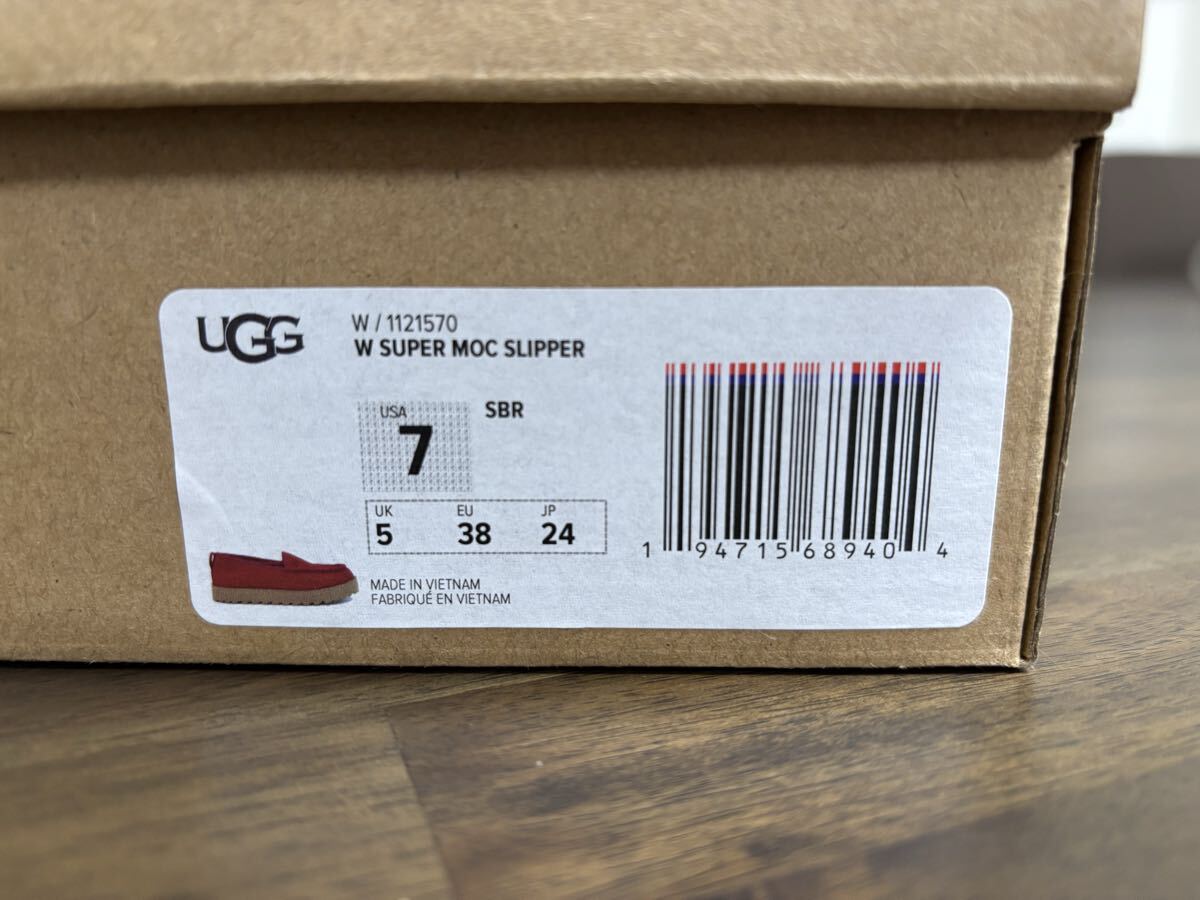 UGG
W / 1121570
W SUPER MOC SLIPPER
USA
7
SBR
UK EU JP
5 38 24
MADE IN VIETNAM
FABRIQUÉ EN VIETNAM
1 94715 68940 4